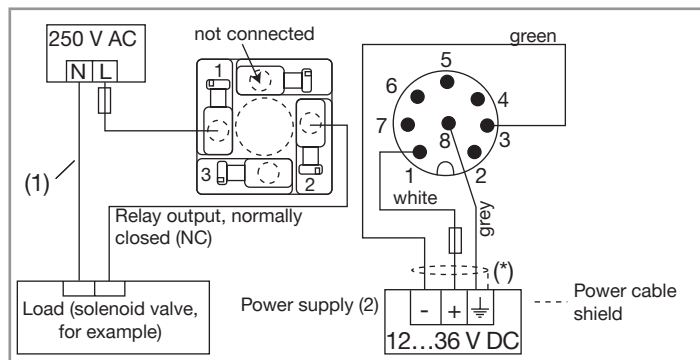 250 V AC
N L
not connected
1
2
3
(1)
Relay output, normally
closed (NC)
Load (solenoid valve,
for example)
green
5
6
4
7
8
3
1
2
white
grey
(*)
Power supply (2)
- + 
12…36 V DC
Power cable
shield